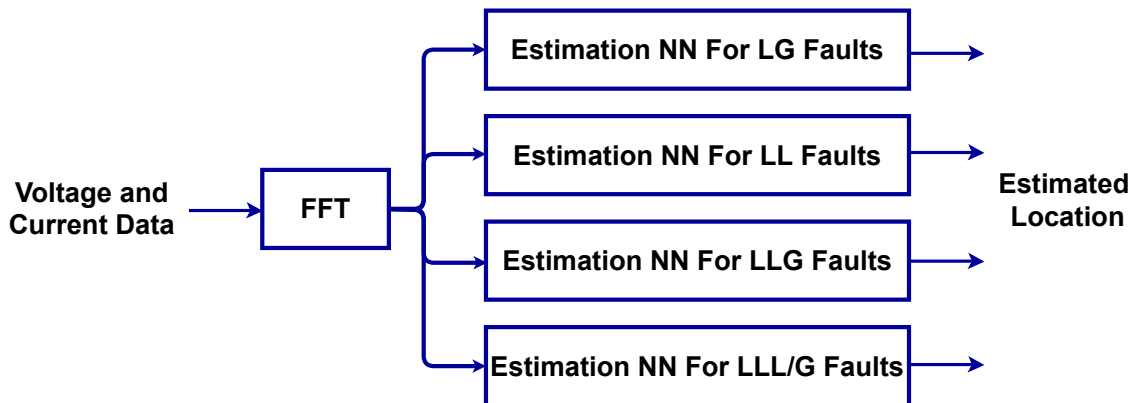 Voltage and
Current Data
FFT
Estimation NN For LG Faults
Estimation NN For LL Faults
Estimation NN For LLG Faults
Estimation NN For LLL/G Faults
Estimated
Location